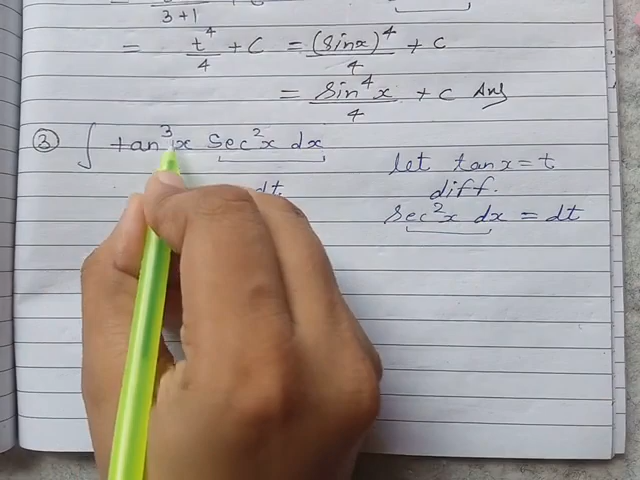 3+1
= t⁴/4 + C = (sinx)⁴/4 + C
= sin⁴x/4 + C Ans
③ ∫ tan³x sec²x dx
let tanx = t
dt
diff.
sec²x dx = dt